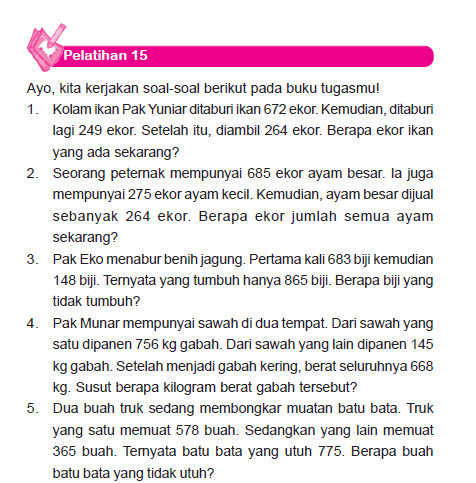 Pelatihan 15
Ayo, kita kerjakan soal-soal berikut pada buku tugasmu!
1. Kolam ikan Pak Yuniar ditaburi ikan 672 ekor. Kemudian, ditaburi
lagi 249 ekor. Setelah itu, diambil 264 ekor. Berapa ekor ikan
yang ada sekarang?
2. Seorang peternak mempunyai 685 ekor ayam besar. Ia juga
mempunyai 275 ekor ayam kecil. Kemudian, ayam besar dijual
sebanyak 264 ekor. Berapa ekor jumlah semua ayam
sekarang?
3. Pak Eko menabur benih jagung. Pertama kali 683 biji kemudian
148 biji. Ternyata yang tumbuh hanya 865 biji. Berapa biji yang
tidak tumbuh?
4. Pak Munar mempunyai sawah di dua tempat. Dari sawah yang
satu dipanen 756 kg gabah. Dari sawah yang lain dipanen 145
kg gabah. Setelah menjadi gabah kering, berat seluruhnya 668
kg. Susut berapa kilogram berat gabah tersebut?
5. Dua buah truk sedang membongkar muatan batu bata. Truk
yang satu memuat 578 buah. Sedangkan yang lain memuat
365 buah. Ternyata batu bata yang utuh 775. Berapa buah
batu bata yang tidak utuh?